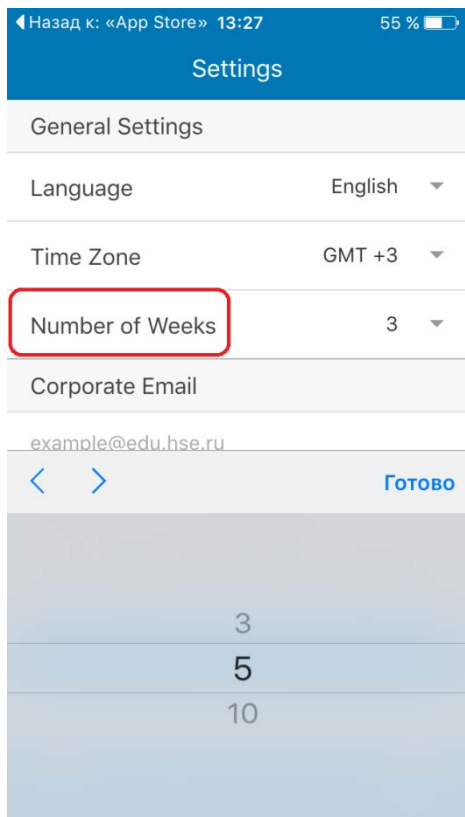 Назад к: «App Store» 13:27 55 %
Settings
General Settings
Language English
Time Zone GMT +3
Number of Weeks 3
Corporate Email
example@edu.hse.ru
Готово
3
5
10